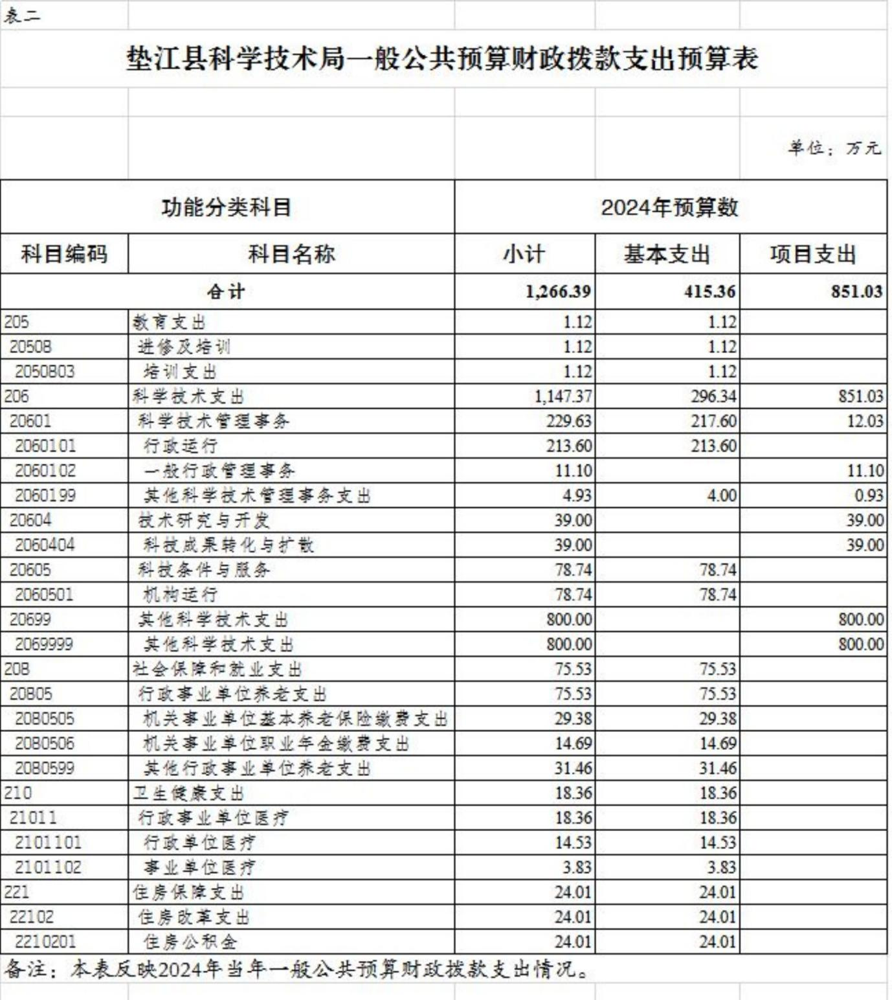 表二
垫江县科学技术局一般公共预算财政拨款支出预算表
单位：万元
功能分类科目 2024年预算数
科目编码 科目名称 小计 基本支出 项目支出
合计 1,266.39 415.36 851.03
205 教育支出 1.12 1.12
20508 进修及培训 1.12 1.12
2050803 培训支出 1.12 1.12
206 科学技术支出 1,147.37 296.34 851.03
20601 科学技术管理事务 229.63 217.60 12.03
2060101 行政运行 213.60 213.60
2060102 一般行政管理事务 11.10 11.10
2060199 其他科学技术管理事务支出 4.93 4.00 0.93
20604 技术研究与开发 39.00 39.00
2060404 科技成果转化与扩散 39.00 39.00
20605 科技条件与服务 78.74 78.74
2060501 机构运行 78.74 78.74
20699 其他科学技术支出 800.00 800.00
2069999 其他科学技术支出 800.00 800.00
208 社会保障和就业支出 75.53 75.53
20805 行政事业单位养老支出 75.53 75.53
2080505 机关事业单位基本养老保险缴费支出 29.38 29.38
2080506 机关事业单位职业年金缴费支出 14.69 14.69
2080599 其他行政事业单位养老支出 31.46 31.46
210 卫生健康支出 18.36 18.36
21011 行政事业单位医疗 18.36 18.36
2101101 行政单位医疗 14.53 14.53
2101102 事业单位医疗 3.83 3.83
221 住房保障支出 24.01 24.01
22102 住房改革支出 24.01 24.01
2210201 住房公积金 24.01 24.01
备注：本表反映2024年当年一般公共预算财政拨款支出情况。